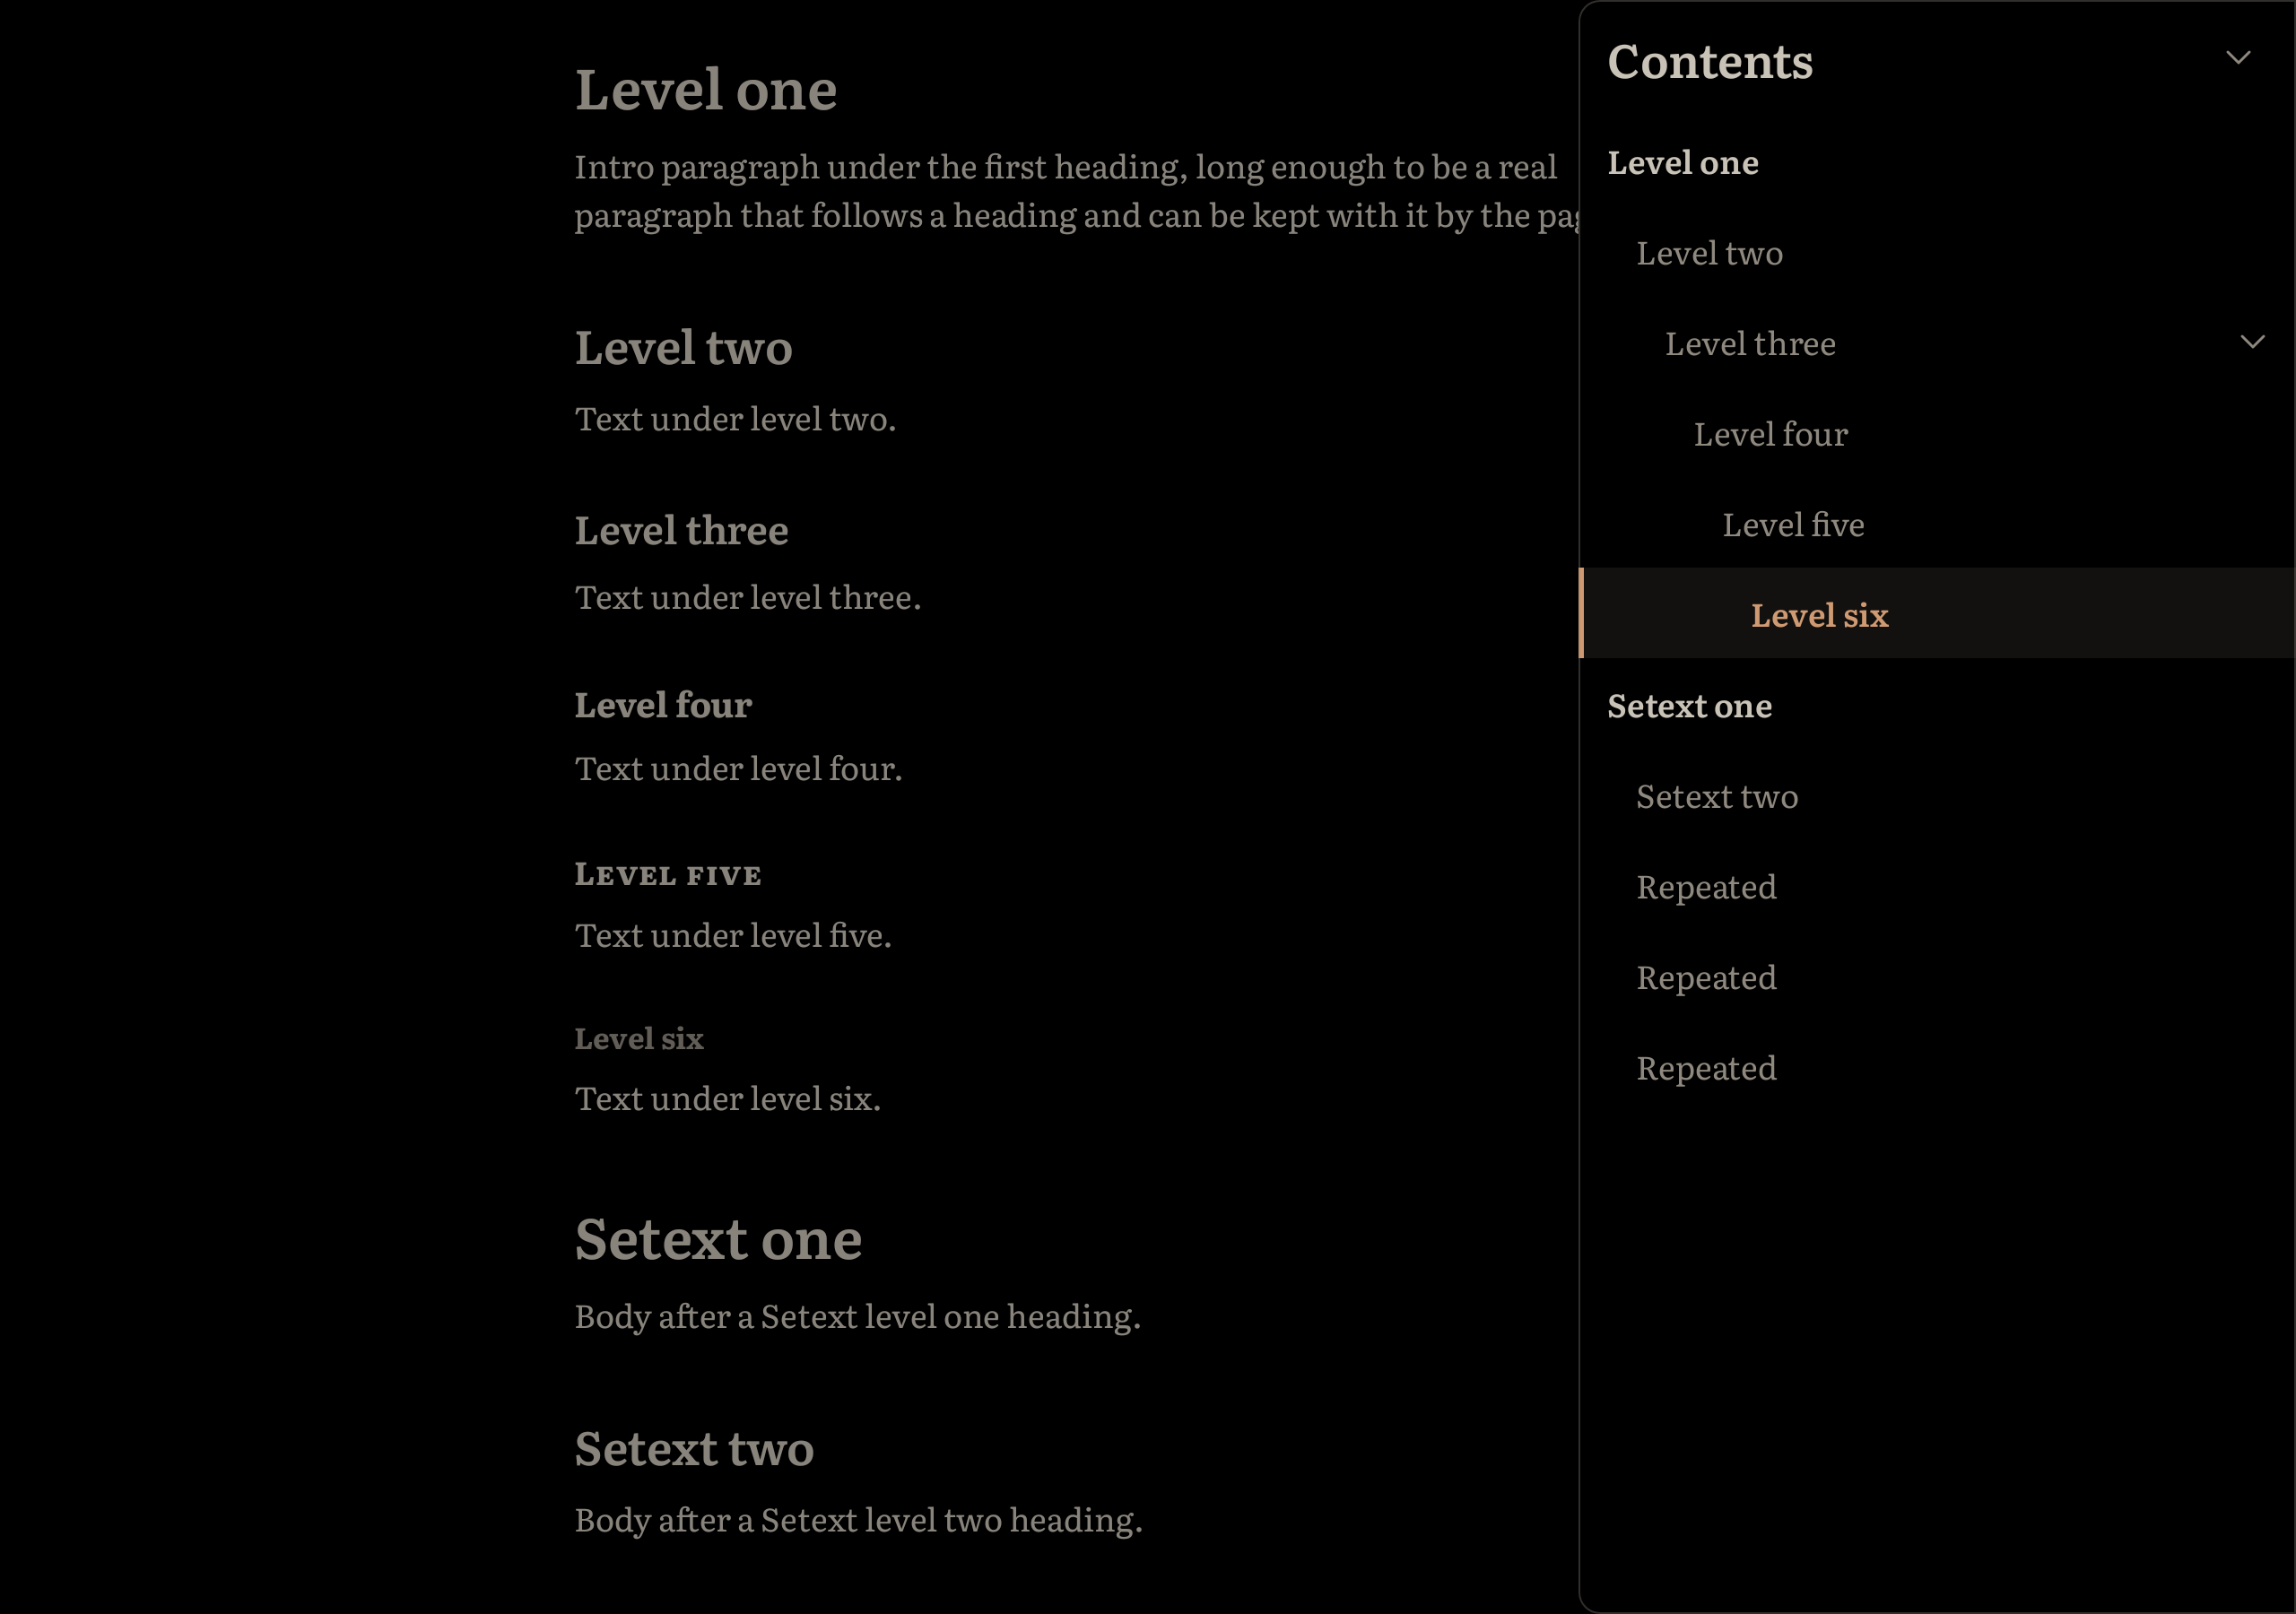 Level one
Intro paragraph under the first heading, long enough to be a real
paragraph that follows a heading and can be kept with it by the
Level two
Text under level two.
Level three
Text under level three.
Level four
Text under level four.
Level five
Text under level five.
Level six
Text under level six.
Setext one
Body after a Setext level one heading.
Setext two
Body after a Setext level two heading.
Contents
Level one
Level two
Level three
Level four
Level five
Level six
Setext one
Setext two
Repeated
Repeated
Repeated